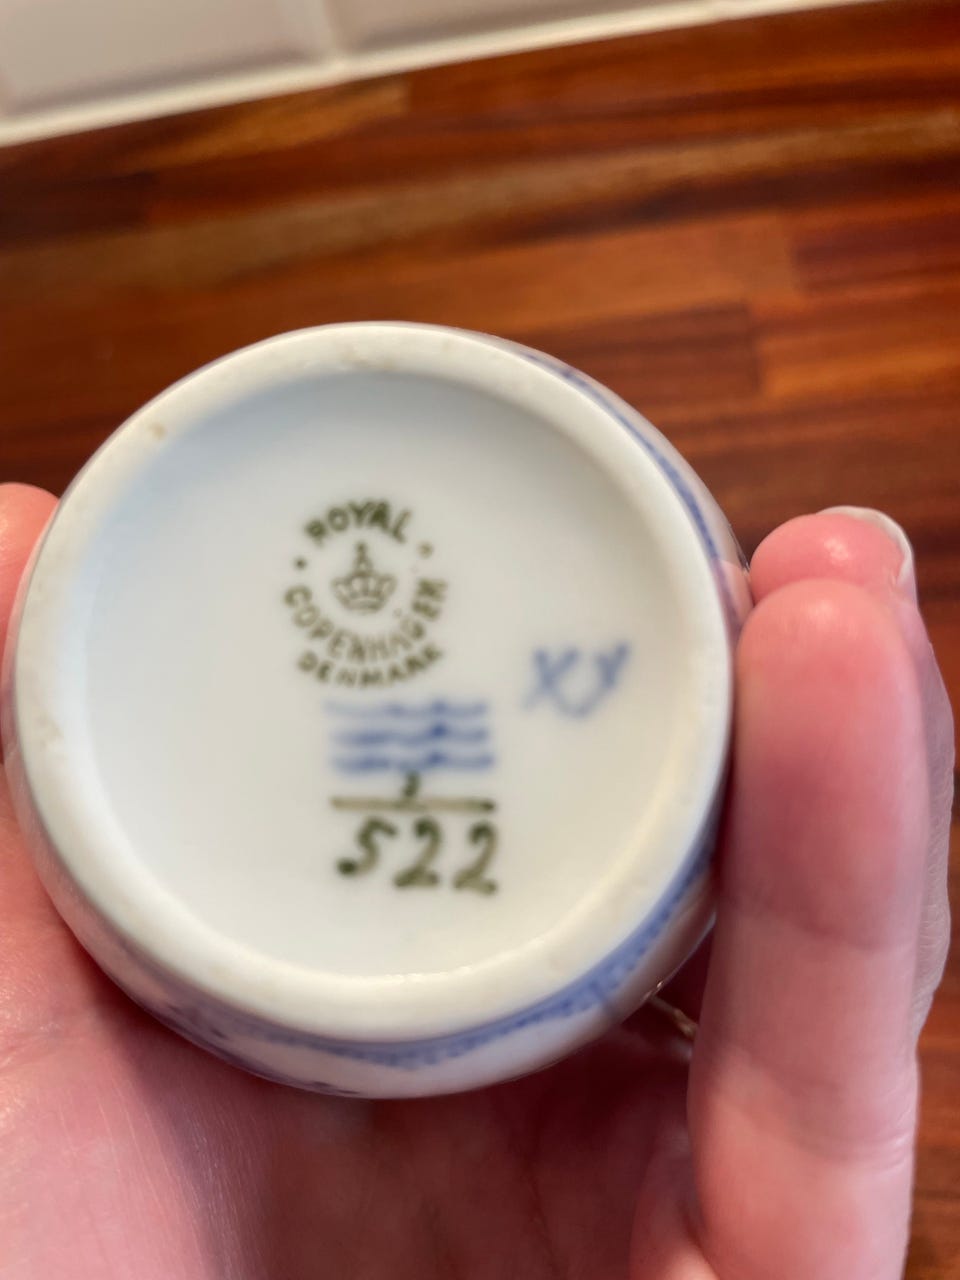 ROYAL
COPENHAGEN
DENMARK
522